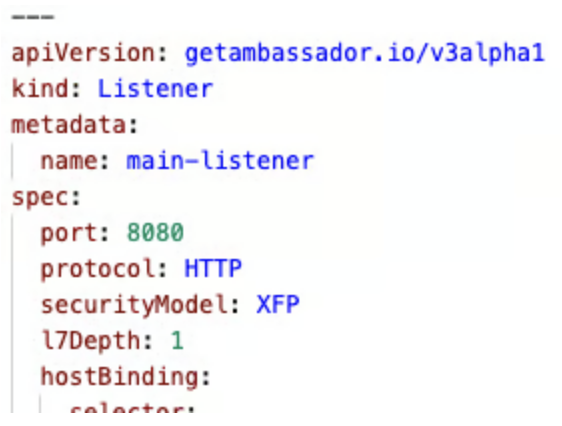 ---
apiVersion: getambassador.io/v3alpha1
kind: Listener
metadata:
  name: main-listener
spec:
  port: 8080
  protocol: HTTP
  securityModel: XFP
  l7Depth: 1
  hostBinding:
    selector: